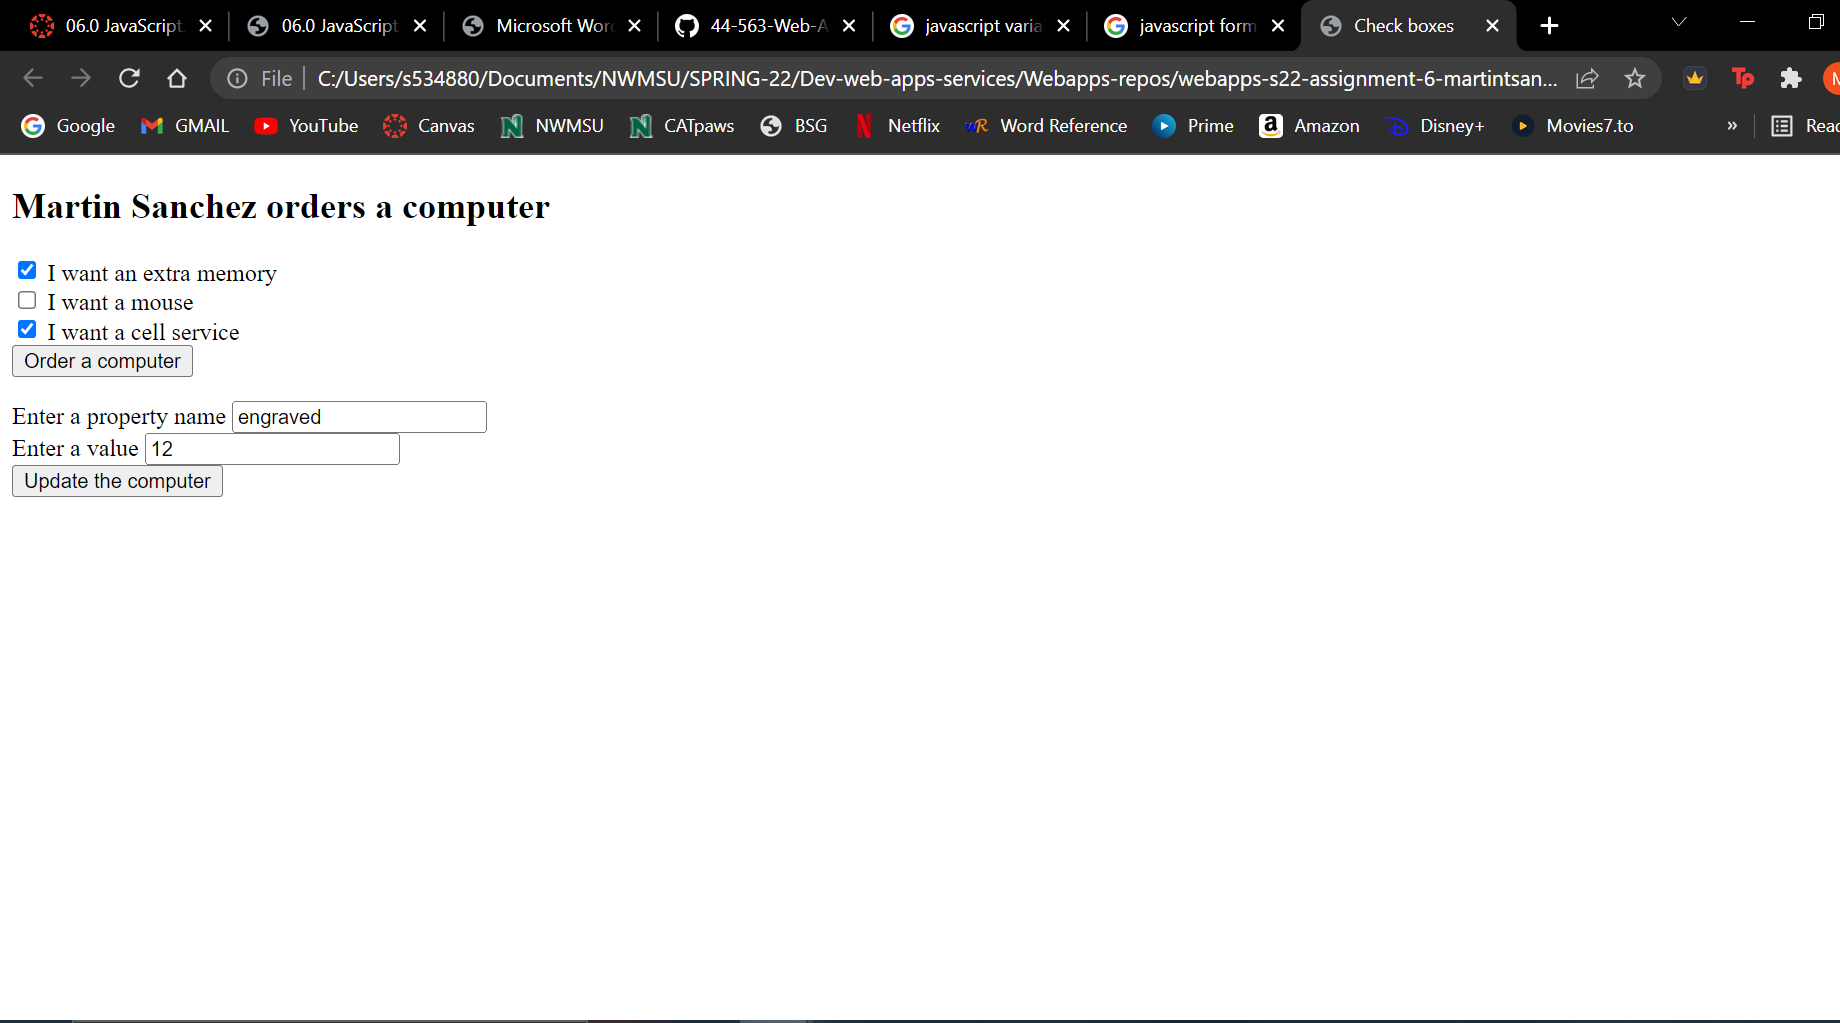 06.0 JavaScript
06.0 JavaScript
Microsoft Wor
44-563-Web-A
javascript varia
javascript form
Check boxes
File
C:/Users/s534880/Documents/NWMSU/SPRING-22/Dev-web-apps-services/Webapps-repos/webapps-s22-assignment-6-martintsan...
Google GMAIL YouTube Canvas NWMSU CATpaws BSG Netflix Word Reference Prime Amazon Disney+ Movies7.to » Reac
Martin Sanchez orders a computer
I want an extra memory
I want a mouse
I want a cell service
Order a computer
Enter a property name engraved
Enter a value 12
Update the computer